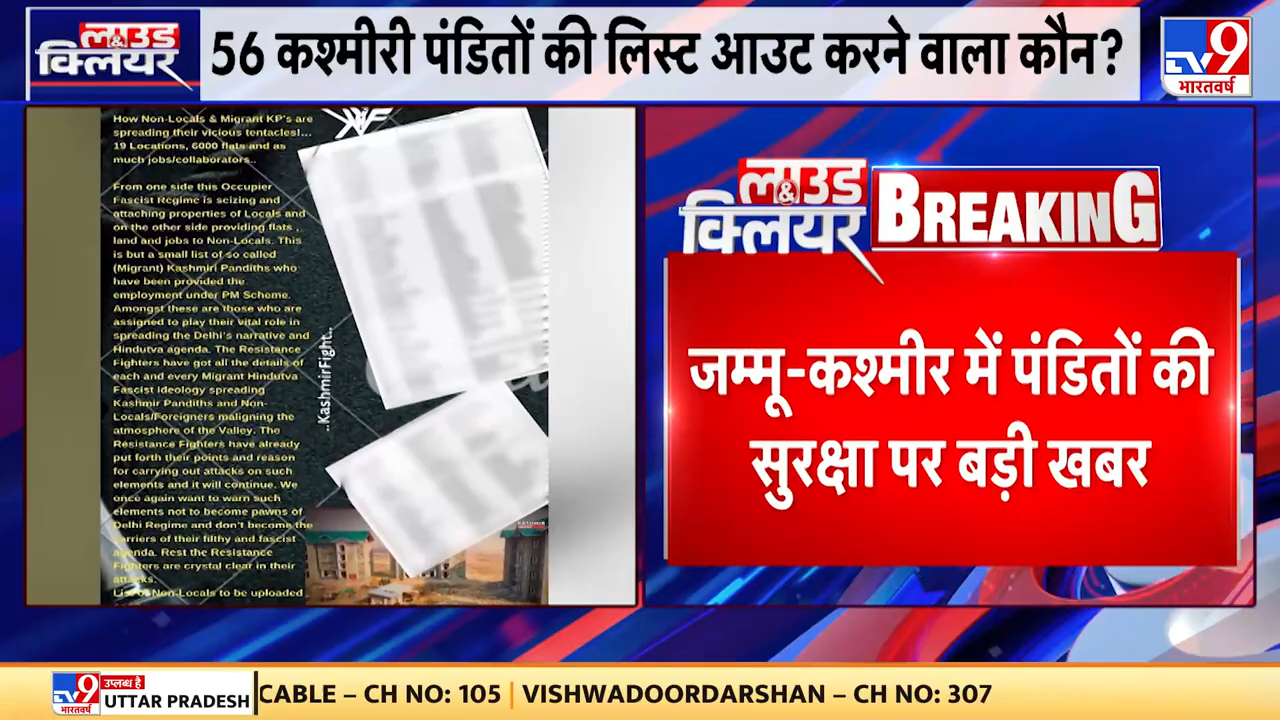 लाउड
&
क्लियर
56 कश्मीरी पंडितों की लिस्ट आउट करने वाला कौन?
TV9
भारतवर्ष
How Non-Locals & Migrant KP's are
spreading their vicious tentacles!...
19 Locations, 6000 flats and as
much jobs/collaborators..
From one side this Occupier
Fascist Regime is seizing and
attaching properties of Locals and
on the other side providing flats ,
land and jobs to Non-Locals. This
is but a small list of so called
(Migrant) Kashmiri Pandiths who
have been provided the
employment under PM Scheme.
Amongst these are those who are
assigned to play their vital role in
spreading the Delhi's narrative and
Hindutva agenda. The Resistance
Fighters have got all the details of
each and every Migrant Hindutva
Fascist Ideology spreading
Kashmir Pandiths and Non-
Locals/Foreigners maligning the
atmosphere of the Valley. The
Resistance Fighters have already
put forth their points and reason
for carrying out attacks on such
elements and it will continue. We
once again want to warn such
elements not to become pawns of
Delhi Regime and don't become the
carriers of their filthy and fascist
agenda. Rest the Resistance
Fighters are crystal clear in their
attacks.
List of Non-Locals to be uploaded
..KashmirFight..
लाउड
&
क्लियर
BREAKING
जम्मू-कश्मीर में पंडितों की
सुरक्षा पर बड़ी खबर
TV9
भारतवर्ष
उपलब्ध है
UTTAR PRADESH
CABLE – CH NO: 105 | VISHWADOORDARSHAN – CH NO: 307